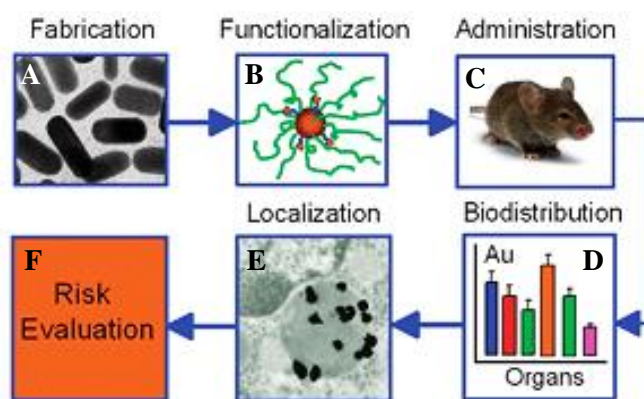 Fabrication
Functionalization
Administration
A
B
C
Localization
Biodistribution
F
Risk
Evaluation
E
D
Au
Organs